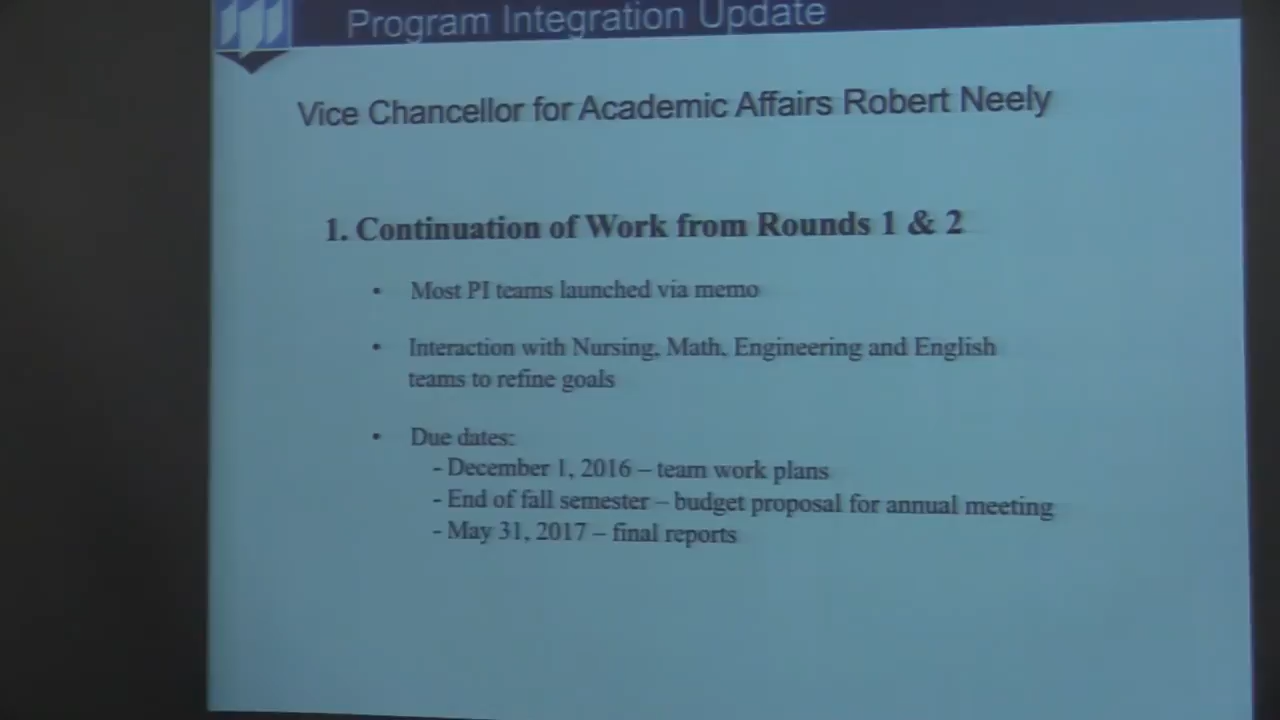 Program Integration Update
Vice Chancellor for Academic Affairs Robert Neely
1. Continuation of Work from Rounds 1 & 2
• Most PI teams launched via memo
• Interaction with Nursing, Math, Engineering and English
teams to refine goals
• Due dates:
- December 1, 2016 – team work plans
- End of fall semester – budget proposal for annual meeting
- May 31, 2017 – final reports